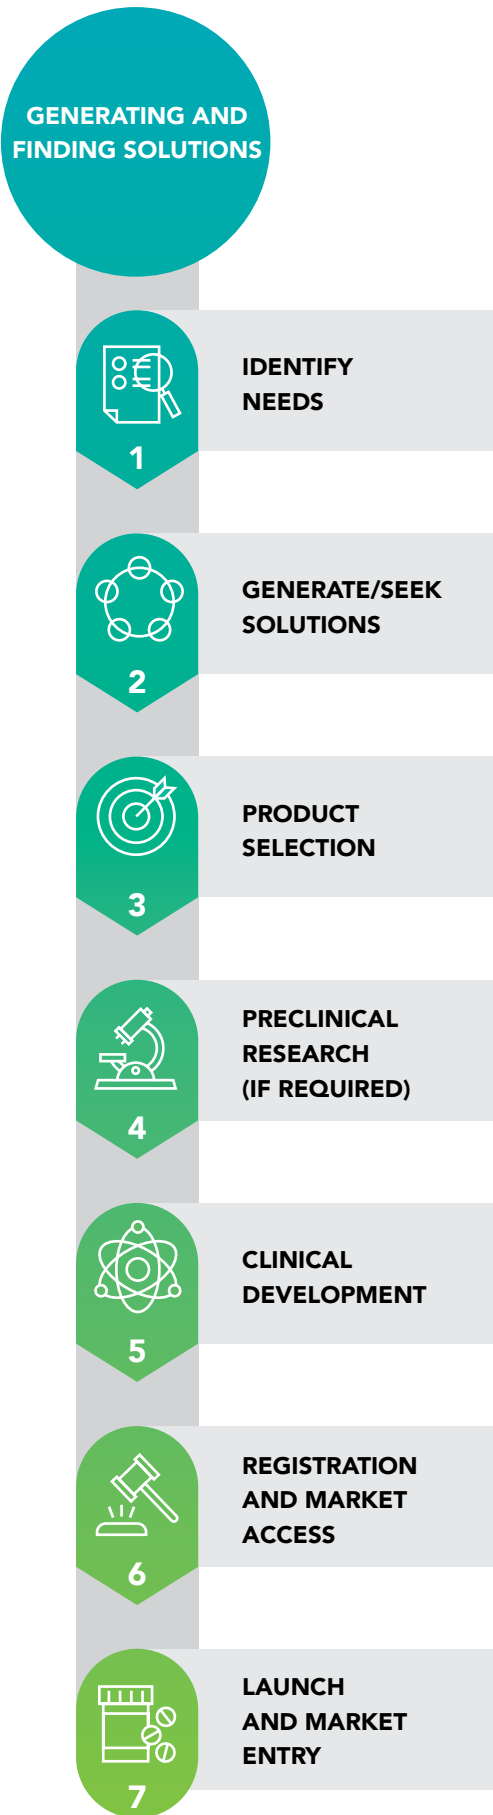 GENERATING AND
FINDING SOLUTIONS
IDENTIFY
NEEDS
1
GENERATE/SEEK
SOLUTIONS
2
PRODUCT
SELECTION
3
PRECLINICAL
RESEARCH
(IF REQUIRED)
4
CLINICAL
DEVELOPMENT
5
REGISTRATION
AND MARKET
ACCESS
6
LAUNCH
AND MARKET
ENTRY
7